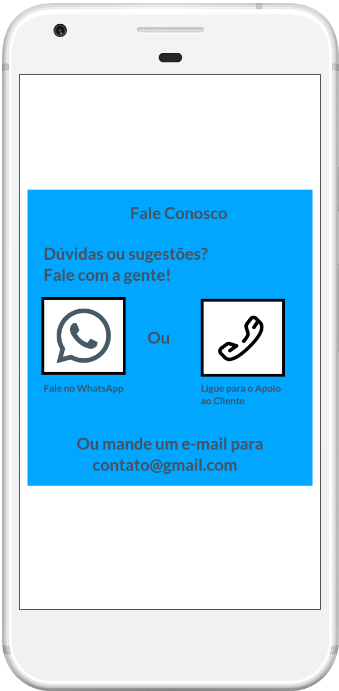 Fale Conosco
Dúvidas ou sugestões?
Fale com a gente!
Ou
Fale no WhatsApp
Ligue para o Apoio
ao Cliente
Ou mande um e-mail para
contato@gmail.com